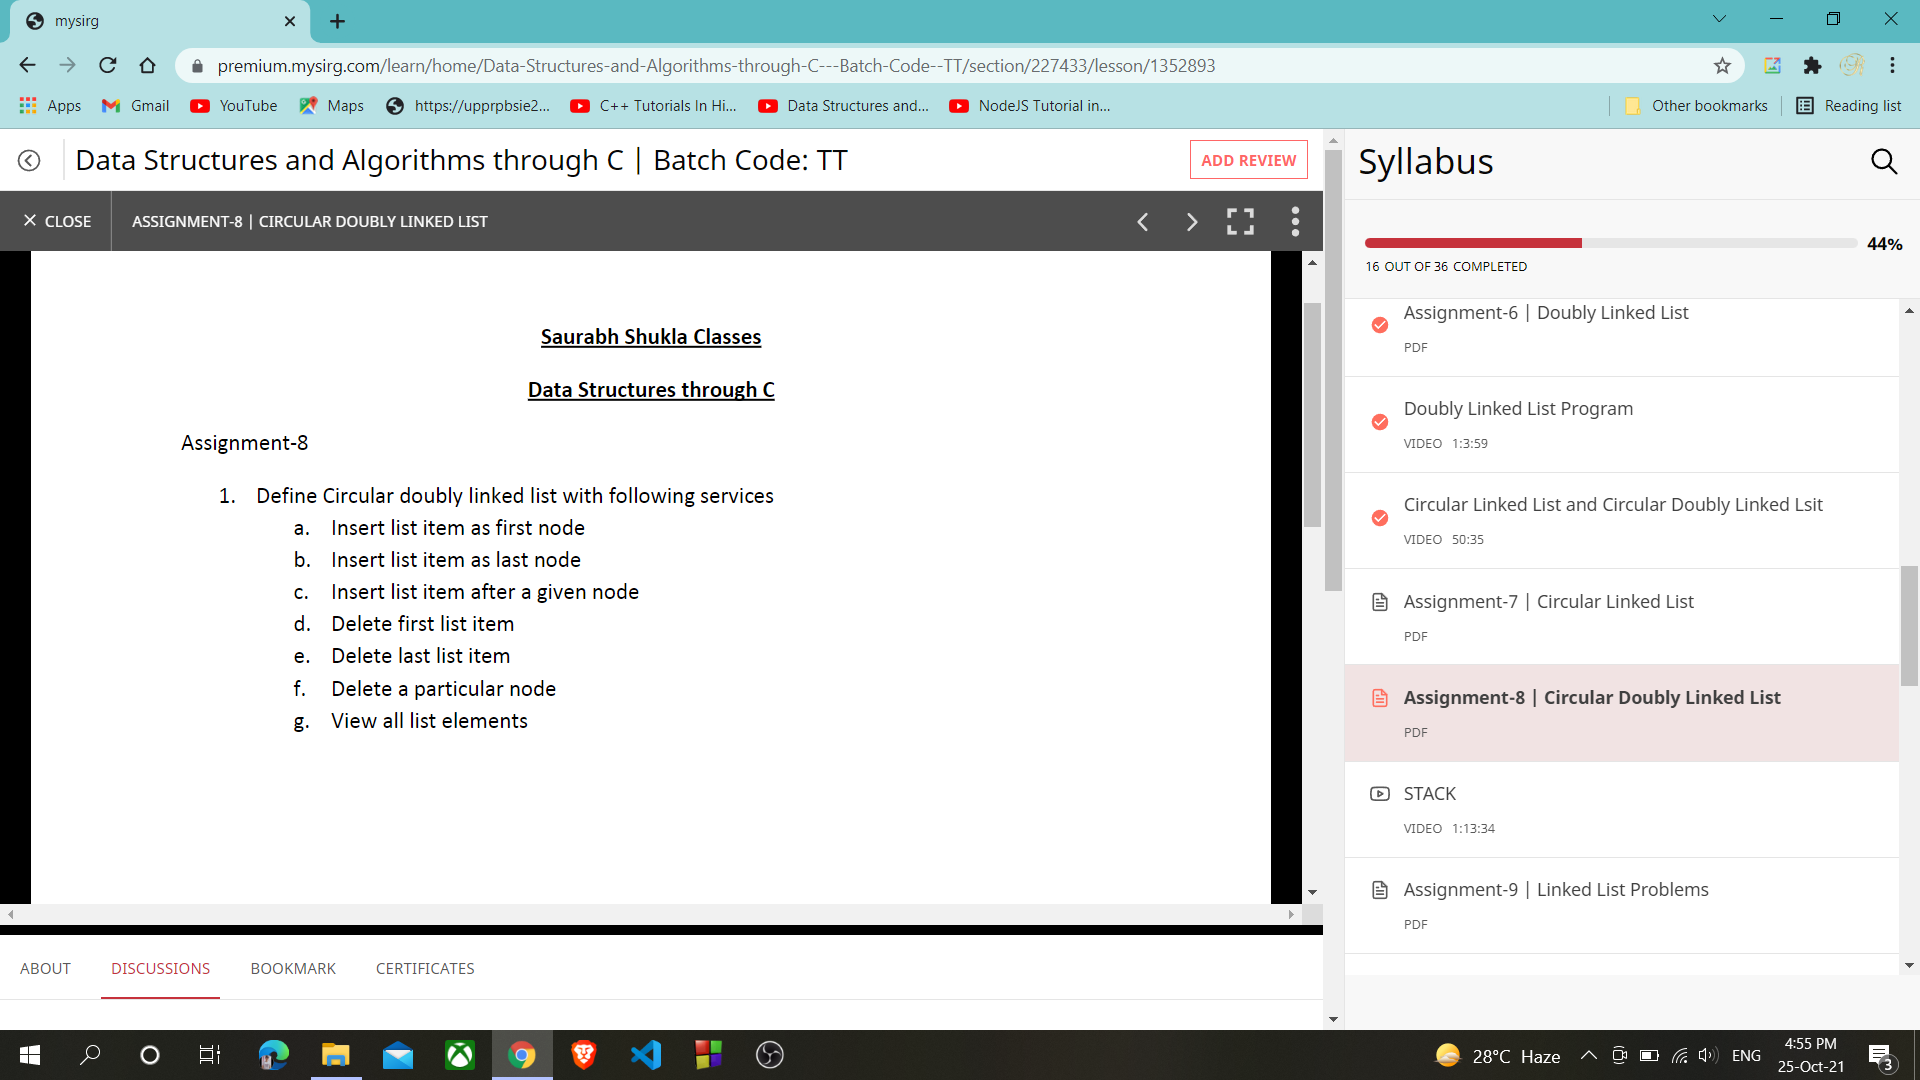 mysirg
premium.mysirg.com/learn/home/Data-Structures-and-Algorithms-through-C---Batch-Code--TT/section/227433/lesson/1352893
Apps Gmail YouTube Maps https://upprpbsie2... C++ Tutorials In Hi... Data Structures and... NodeJS Tutorial in... Other bookmarks Reading list
Data Structures and Algorithms through C | Batch Code: TT
ADD REVIEW
CLOSE
ASSIGNMENT-8 | CIRCULAR DOUBLY LINKED LIST
Saurabh Shukla Classes
Data Structures through C
Assignment-8
1. Define Circular doubly linked list with following services
a. Insert list item as first node
b. Insert list item as last node
c. Insert list item after a given node
d. Delete first list item
e. Delete last list item
f. Delete a particular node
g. View all list elements
ABOUT DISCUSSIONS BOOKMARK CERTIFICATES
Syllabus
44%
16 OUT OF 36 COMPLETED
Assignment-6 | Doubly Linked List
PDF
Doubly Linked List Program
VIDEO 1:3:59
Circular Linked List and Circular Doubly Linked Lsit
VIDEO 50:35
Assignment-7 | Circular Linked List
PDF
Assignment-8 | Circular Doubly Linked List
PDF
STACK
VIDEO 1:13:34
Assignment-9 | Linked List Problems
PDF
28°C Haze
ENG
4:55 PM
25-Oct-21
3